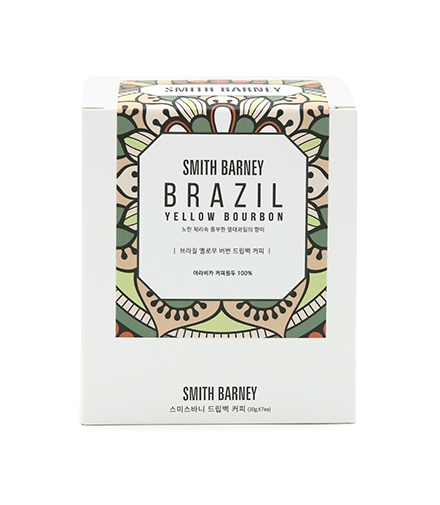 SMITH BARNEY
SMITH BARNEY
BRAZIL
YELLOW BOURBON
노란 체리속 풍부한 열대과일의 향미
| 브라질 옐로우 버번 드립백 커피 |
아라비카 커피원두 100%
SMITH BARNEY
스미스바니 드립백 커피 (10gX7ea)